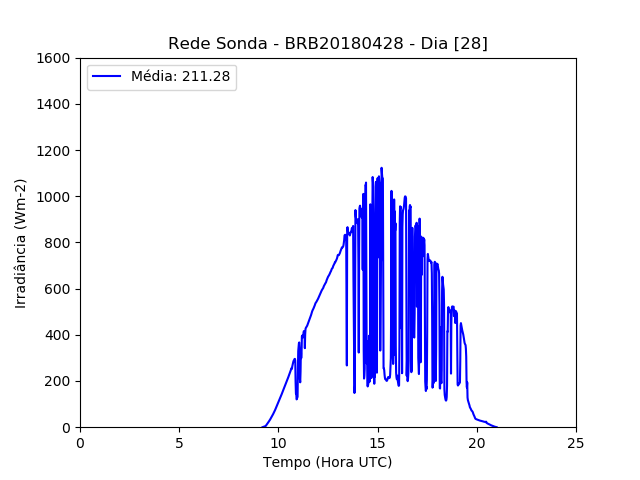 Rede Sonda - BRB20180428 - Dia [28]
Média: 211.28
Irradiância (Wm-2)
1600
1400
1200
1000
800
600
400
200
0
0 5 10 15 20 25
Tempo (Hora UTC)